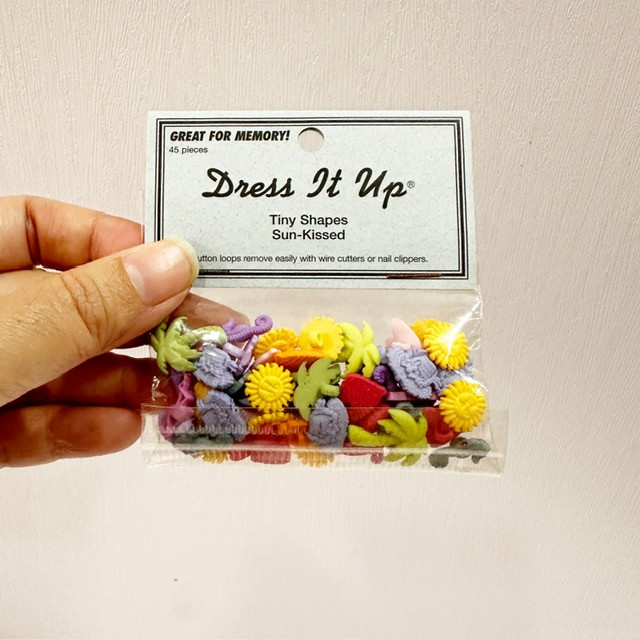 GREAT FOR MEMORY!
45 pieces
Dress It Up®
Tiny Shapes
Sun-Kissed
loops remove easily with wire cutters or nail clippers.